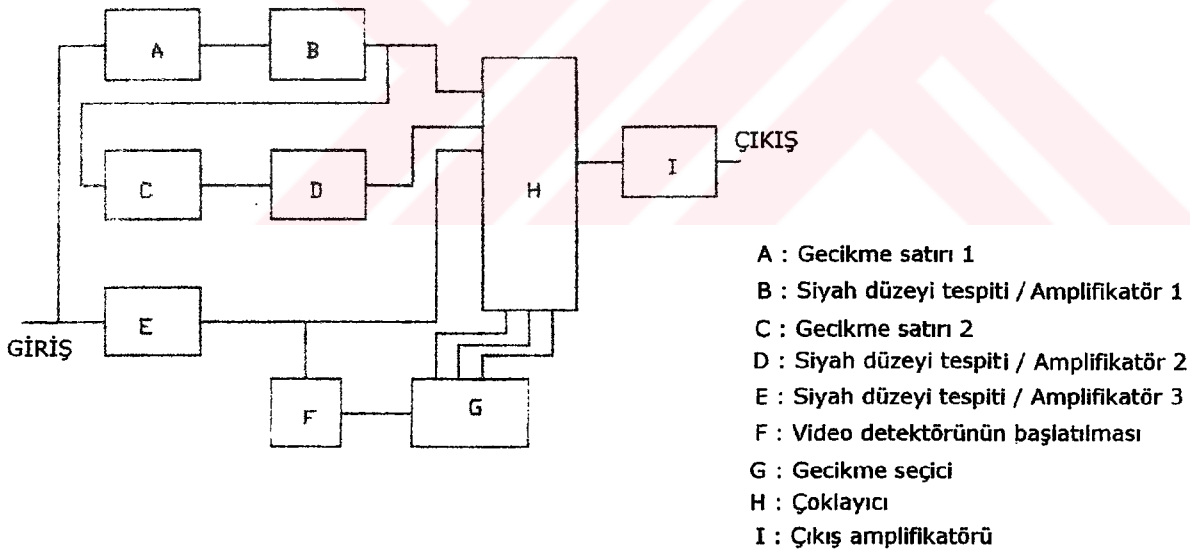 A
B
ÇIKIŞ
C
D
H
I
GİRİŞ
E
F
G
A : Gecikme satırı 1
B : Siyah düzeyi tespiti / Amplifikatör 1
C : Gecikme satırı 2
D : Siyah düzeyi tespiti / Amplifikatör 2
E : Siyah düzeyi tespiti / Amplifikatör 3
F : Video detektörünün başlatılması
G : Gecikme seçici
H : Çoklayıcı
I : Çıkış amplifikatörü